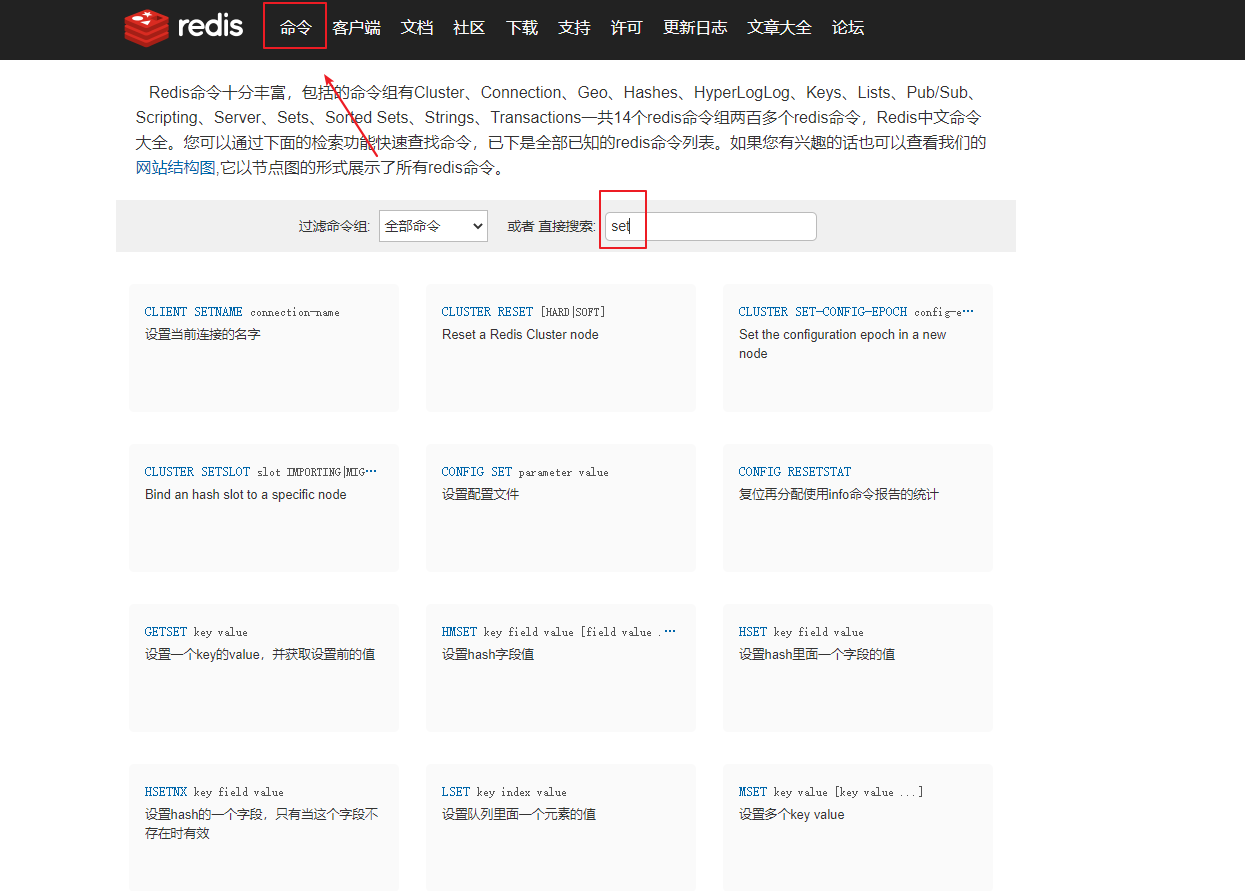 redis 命令 客户端 文档 社区 下载 支持 许可 更新日志 文章大全 论坛
Redis命令十分丰富，包括的命令组有Cluster、Connection、Geo、Hashes、HyperLogLog、Keys、Lists、Pub/Sub、
Scripting、Server、Sets、Sorted Sets、Strings、Transactions一共14个redis命令组两百多个redis命令，Redis中文命令
大全。您可以通过下面的检索功能快速查找命令，已下是全部已知的redis命令列表。如果您有兴趣的话也可以查看我们的
网站结构图,它以节点图的形式展示了所有redis命令。
过滤命令组: 全部命令 或者 直接搜索: set
CLIENT SETNAME connection-name
设置当前连接的名字
CLUSTER RESET [HARD|SOFT]
Reset a Redis Cluster node
CLUSTER SET-CONFIG-EPOCH config-e…
Set the configuration epoch in a new
node
CLUSTER SETSLOT slot IMPORTING|MIG…
Bind an hash slot to a specific node
CONFIG SET parameter value
设置配置文件
CONFIG RESETSTAT
复位再分配使用info命令报告的统计
GETSET key value
设置一个key的value，并获取设置前的值
HMSET key field value [field value .…
设置hash字段值
HSET key field value
设置hash里面一个字段的值
HSETNX key field value
设置hash的一个字段，只有当这个字段不
存在时有效
LSET key index value
设置队列里面一个元素的值
MSET key value [key value ...]
设置多个key value